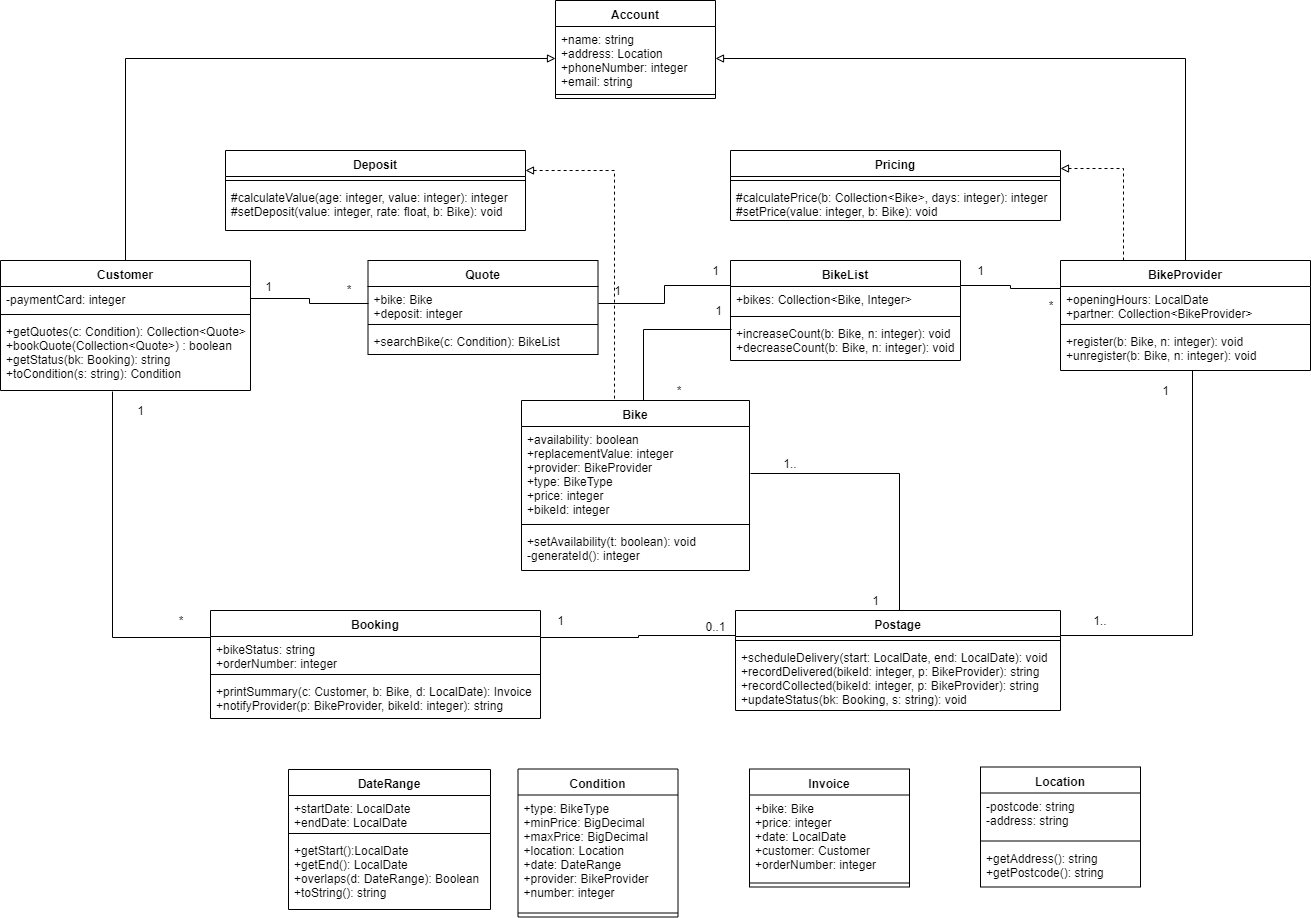 Account
+name: string
+address: Location
+phoneNumber: integer
+email: string
Deposit
#calculateValue(age: integer, value: integer): integer
#setDeposit(value: integer, rate: float, b: Bike): void
Pricing
#calculatePrice(b: Collection<Bike>, days: integer): integer
#setPrice(value: integer, b: Bike): void
Customer
-paymentCard: integer
+getQuotes(c: Condition): Collection<Quote>
+bookQuote(Collection<Quote>) : boolean
+getStatus(bk: Booking): string
+toCondition(s: string): Condition
1
*
Quote
+bike: Bike
+deposit: integer
+searchBike(c: Condition): BikeList
1
1
BikeList
+bikes: Collection<Bike, Integer>
+increaseCount(b: Bike, n: integer): void
+decreaseCount(b: Bike, n: integer): void
1
*
BikeProvider
+openingHours: LocalDate
+partner: Collection<BikeProvider>
+register(b: Bike, n: integer): void
+unregister(b: Bike, n: integer): void
1
*
1
1
Bike
+availability: boolean
+replacementValue: integer
+provider: BikeProvider
+type: BikeType
+price: integer
+bikeId: integer
+setAvailability(t: boolean): void
-generateId(): integer
1..
1
*
Booking
+bikeStatus: string
+orderNumber: integer
+printSummary(c: Customer, b: Bike, d: LocalDate): Invoice
+notifyProvider(p: BikeProvider, bikeId: integer): string
1
0..1
Postage
+scheduleDelivery(start: LocalDate, end: LocalDate): void
+recordDelivered(bikeId: integer, p: BikeProvider): string
+recordCollected(bikeId: integer, p: BikeProvider): string
+updateStatus(bk: Booking, s: string): void
1..
DateRange
+startDate: LocalDate
+endDate: LocalDate
+getStart():LocalDate
+getEnd(): LocalDate
+overlaps(d: DateRange): Boolean
+toString(): string
Condition
+type: BikeType
+minPrice: BigDecimal
+maxPrice: BigDecimal
+location: Location
+date: DateRange
+provider: BikeProvider
+number: integer
Invoice
+bike: Bike
+price: integer
+date: LocalDate
+customer: Customer
+orderNumber: integer
Location
-postcode: string
-address: string
+getAddress(): string
+getPostcode(): string